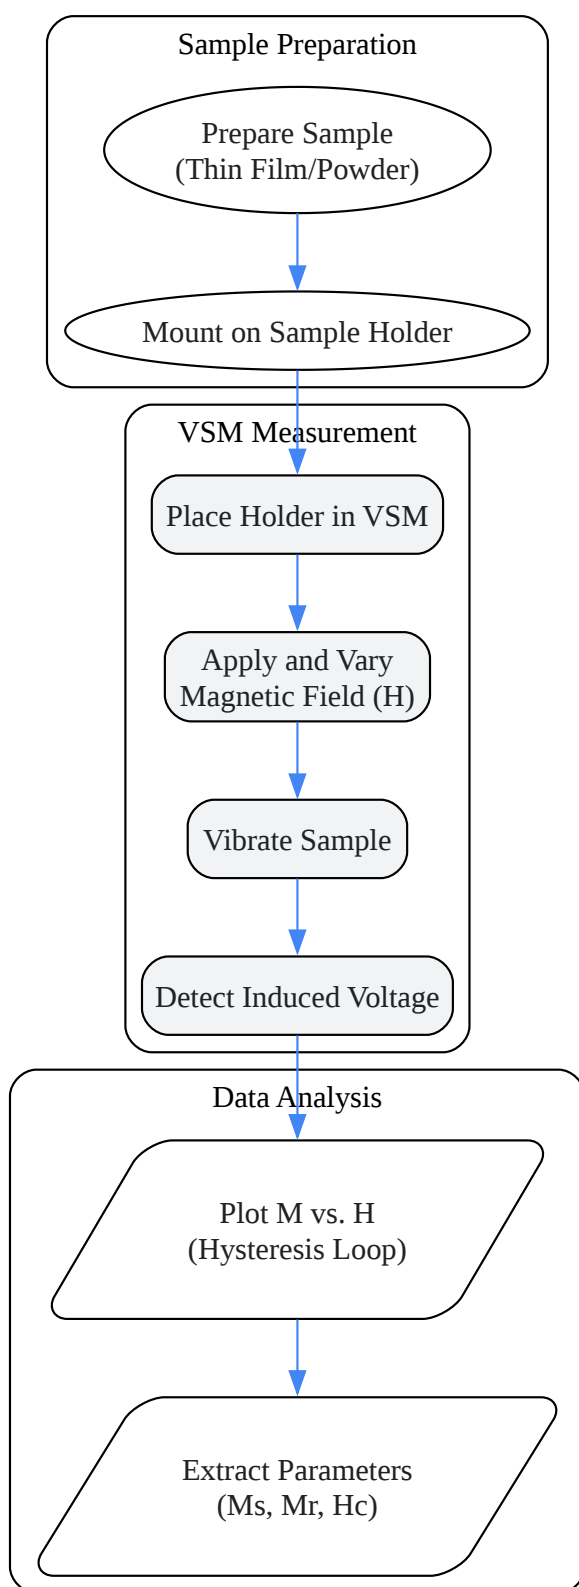 Sample Preparation
Prepare Sample
(Thin Film/Powder)
Mount on Sample Holder
VSM Measurement
Place Holder in VSM
Apply and Vary
Magnetic Field (H)
Vibrate Sample
Detect Induced Voltage
Data Analysis
Plot M vs. H
(Hysteresis Loop)
Extract Parameters
(Ms, Mr, Hc)